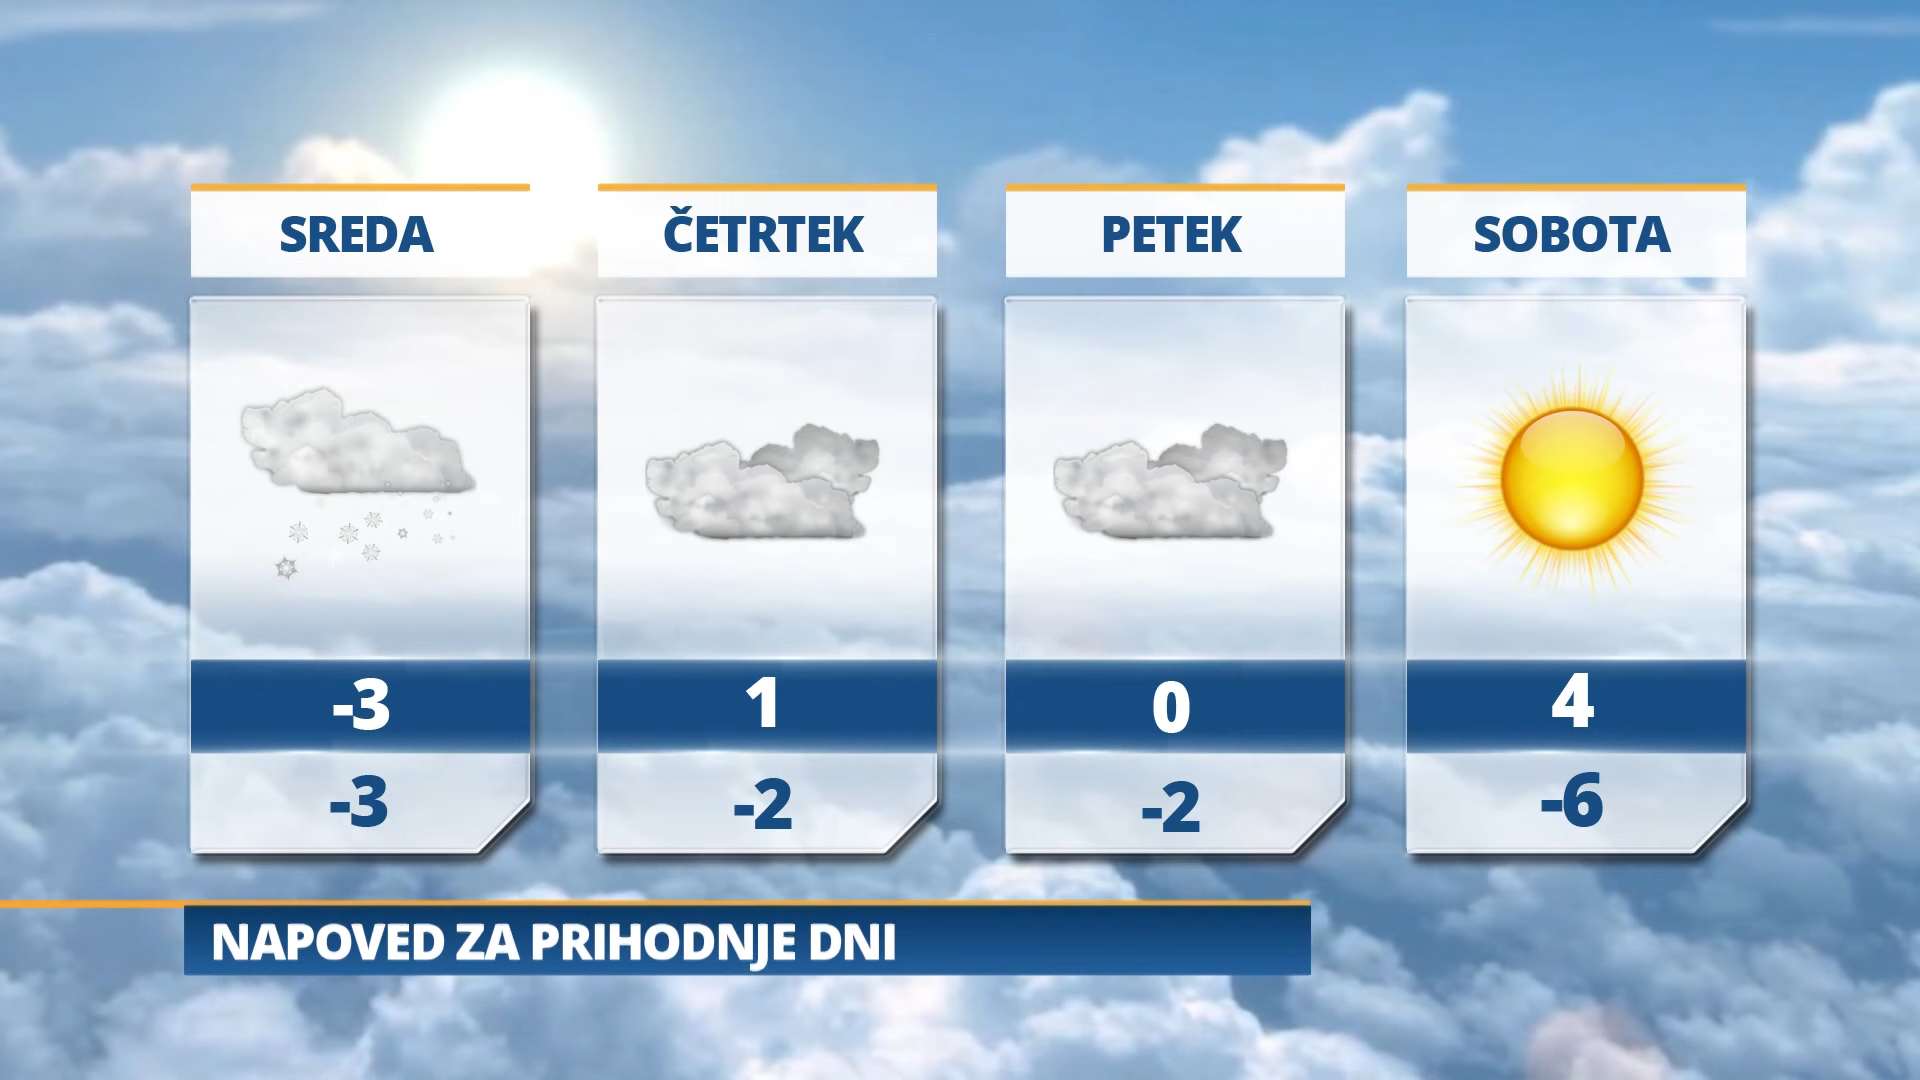 SREDA
ČETRTEK
PETEK
SOBOTA
-3
1
0
4
-3
-2
-2
-6
NAPOVED ZA PRIHODNJE DNI